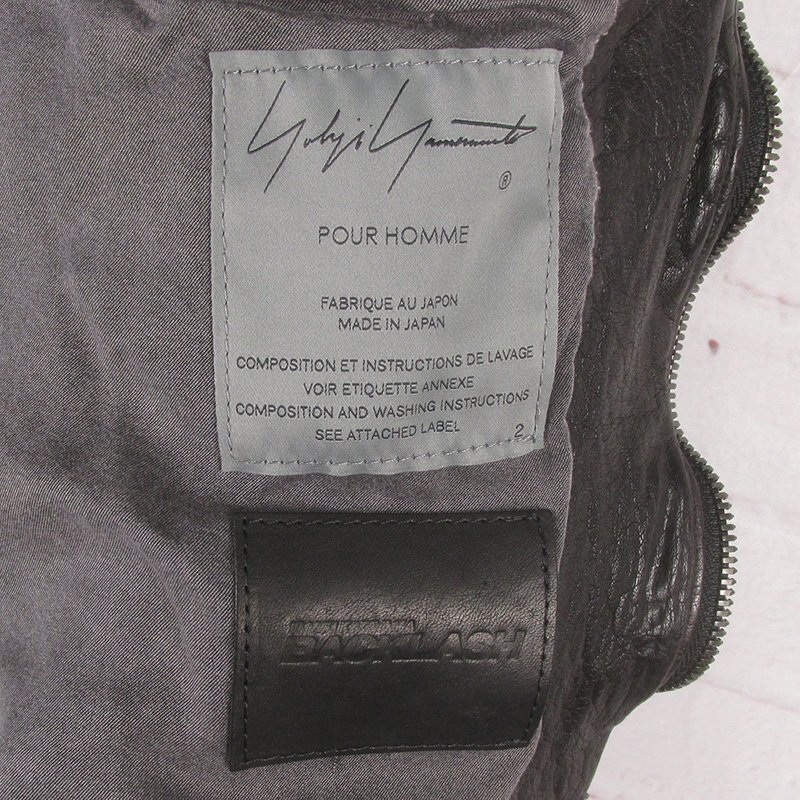 Yohji Yamamoto
®
POUR HOMME
FABRIQUE AU JAPON
MADE IN JAPAN
COMPOSITION ET INSTRUCTIONS DE LAVAGE
VOIR ETIQUETTE ANNEXE
COMPOSITION AND WASHING INSTRUCTIONS
SEE ATTACHED LABEL 2
BACKLASH